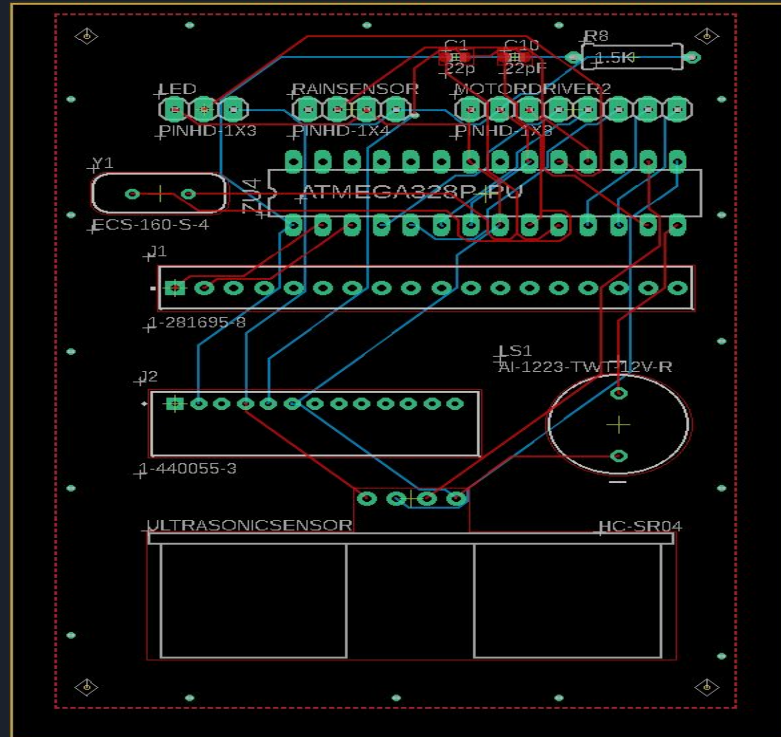 C1
22p
C10
22pF
R8
1.5K
LED
PINHD-1X3
RAINSENSOR
PINHD-1X4
MOTORDRIVER2
PINHD-1X8
Y1
ECS-160-S-4
ZU4
ATMEGA328P-PU
J1
1-281695-8
LS1
AI-1223-TWT-12V-R
J2
1-440055-3
ULTRASONICSENSOR
HC-SR04